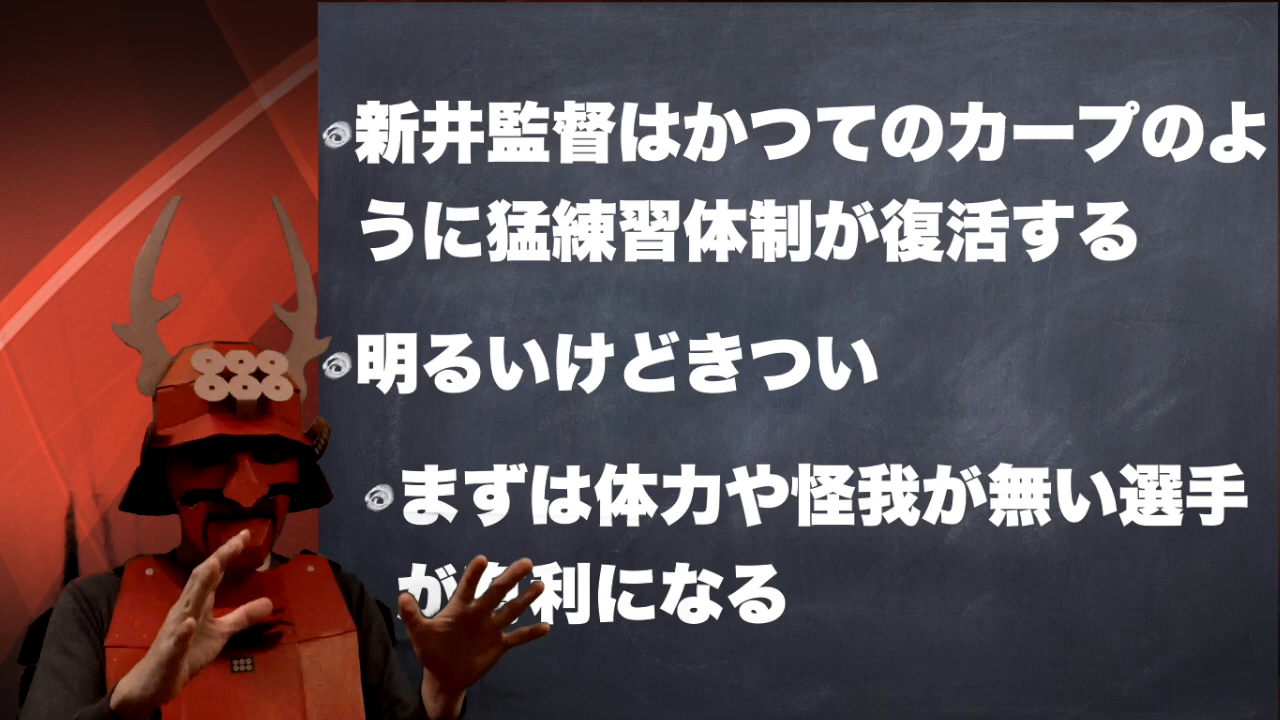 新井監督はかつてのカープのよ
うに猛練習体制が復活する
明るいけどきつい
まずは体力や怪我が無い選手
が有利になる